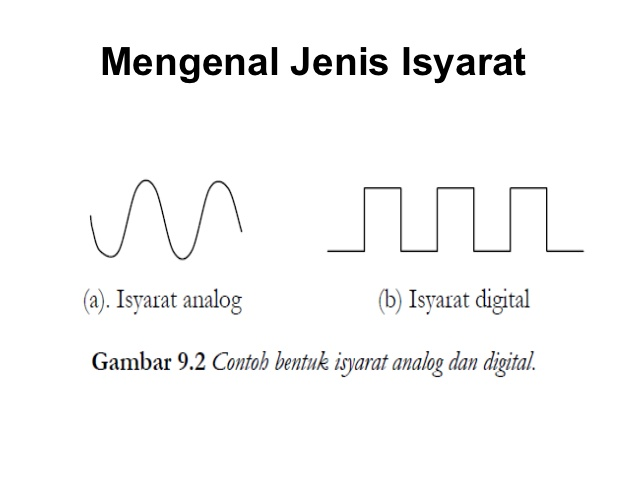 Mengenal Jenis Isyarat
(a). Isyarat analog
(b) Isyarat digital
Gambar 9.2 Contoh bentuk isyarat analog dan digital.